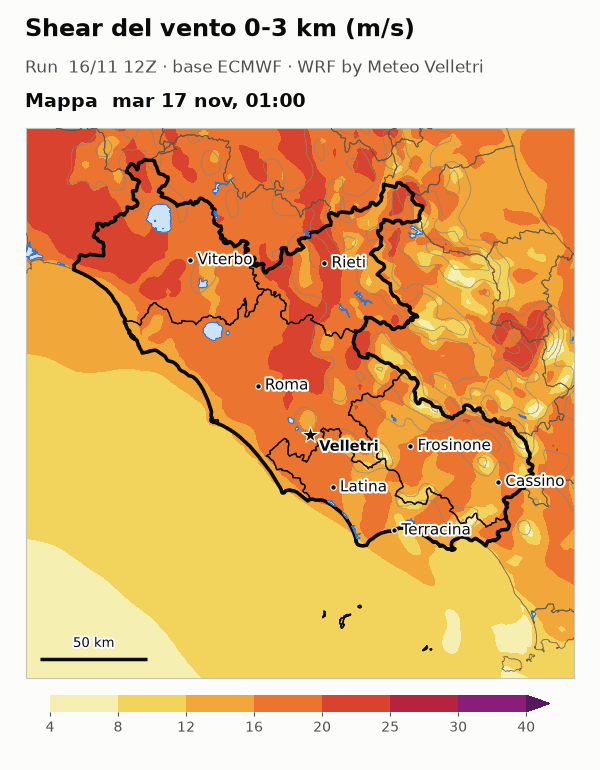 Shear del vento 0-3 km (m/s)
Run  16/11 12Z · base ECMWF · WRF by Meteo Velletri
Mappa  mar 17 nov, 01:00
Viterbo
Rieti
Roma
Velletri
Frosinone
Latina
Cassino
Terracina
50 km
4 8 12 16 20 25 30 40